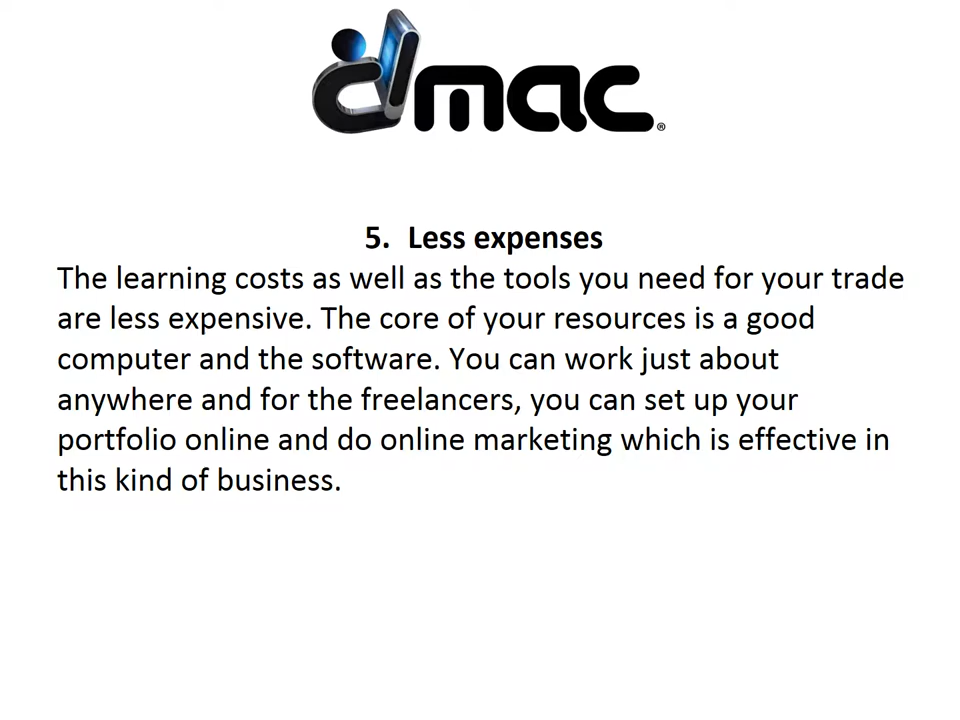 dmac®
5. Less expenses
The learning costs as well as the tools you need for your trade
are less expensive. The core of your resources is a good
computer and the software. You can work just about
anywhere and for the freelancers, you can set up your
portfolio online and do online marketing which is effective in
this kind of business.